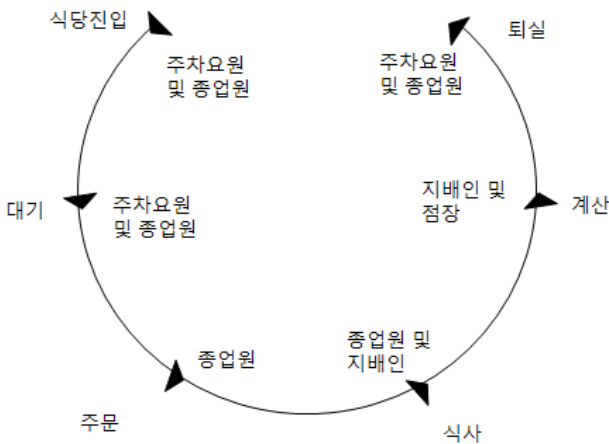 식당진입
주차요원
및 종업원
대기
주차요원
및 종업원
주문
종업원
식사
종업원 및
지배인
계산
지배인 및
점장
퇴실
주차요원
및 종업원